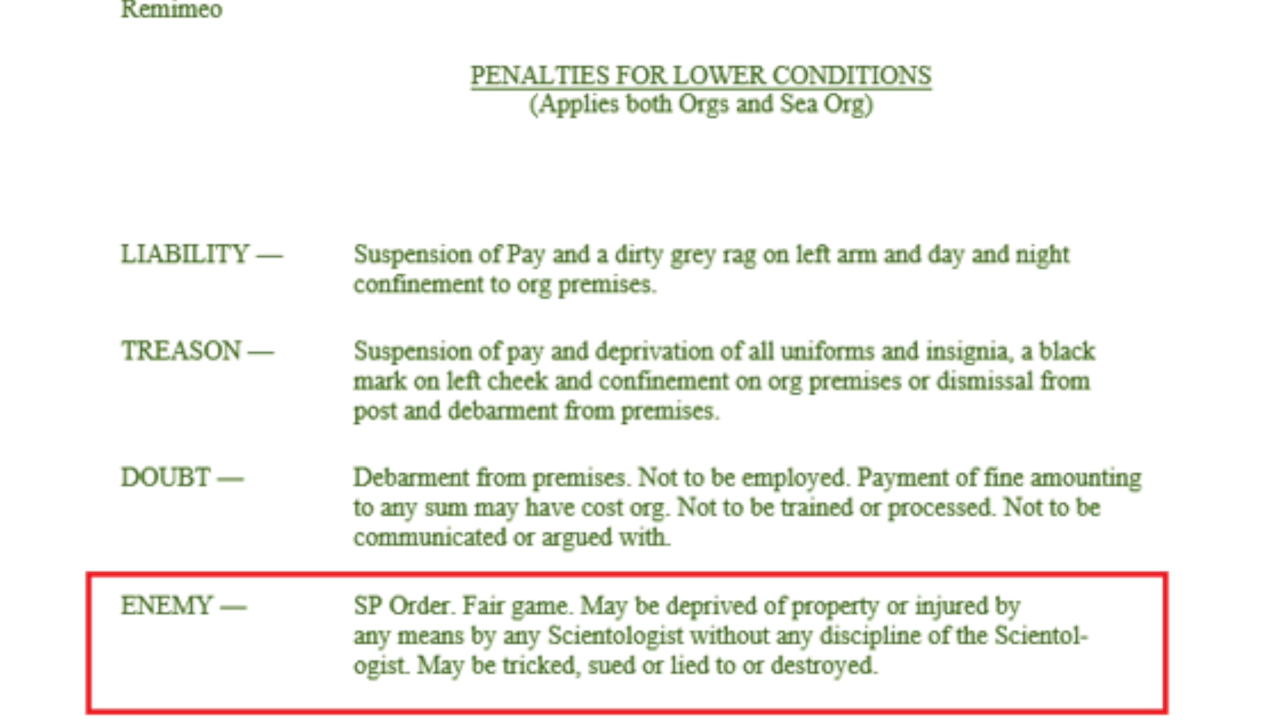 Remimeo
PENALTIES FOR LOWER CONDITIONS
(Applies both Orgs and Sea Org)
LIABILITY — Suspension of Pay and a dirty grey rag on left arm and day and night
confinement to org premises.
TREASON — Suspension of pay and deprivation of all uniforms and insignia, a black
mark on left cheek and confinement on org premises or dismissal from
post and debarment from premises.
DOUBT — Debarment from premises. Not to be employed. Payment of fine amounting
to any sum may have cost org. Not to be trained or processed. Not to be
communicated or argued with.
ENEMY — SP Order. Fair game. May be deprived of property or injured by
any means by any Scientologist without any discipline of the Scientol-
ogist. May be tricked, sued or lied to or destroyed.